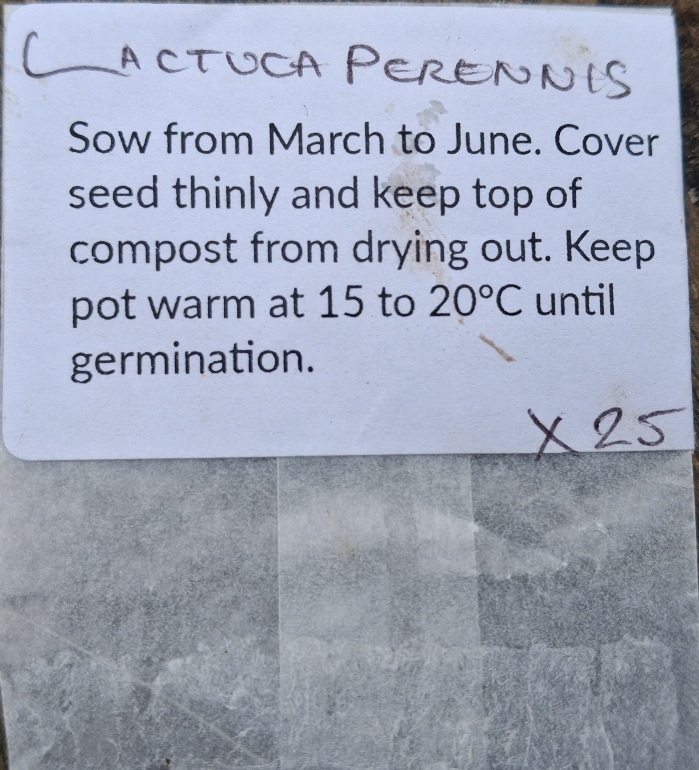 LACTUCA PERENNIS
Sow from March to June. Cover
seed thinly and keep top of
compost from drying out. Keep
pot warm at 15 to 20°C until
germination.
X 25